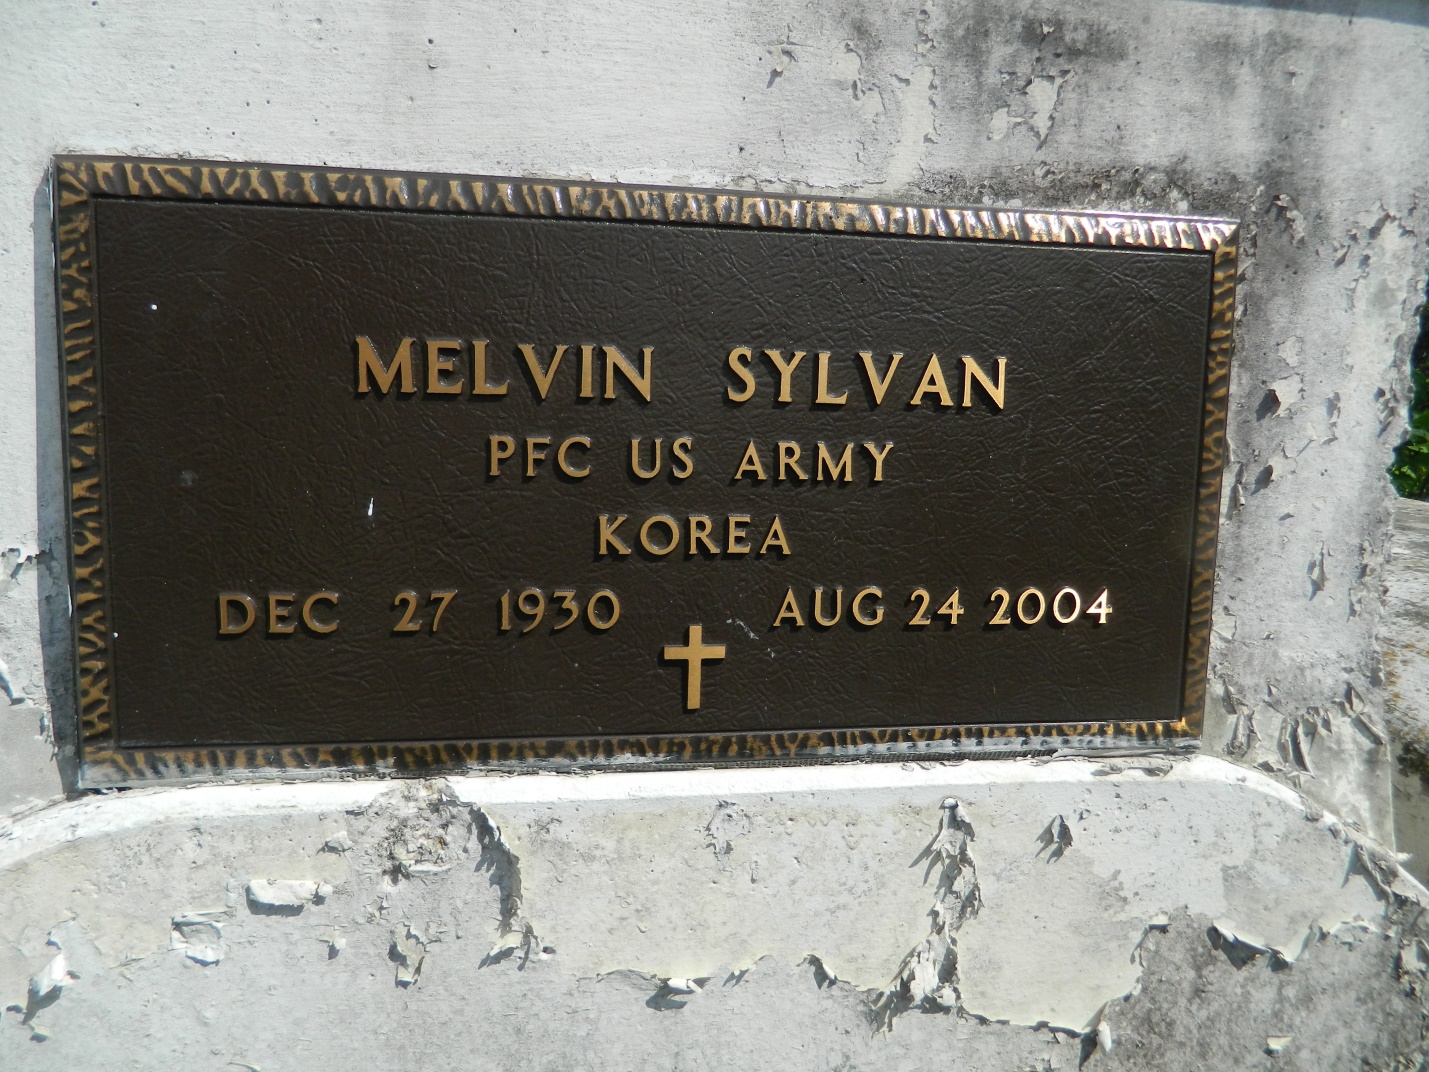 MELVIN SYLVAN
PFC US ARMY
KOREA
DEC 27 1930 AUG 24 2004